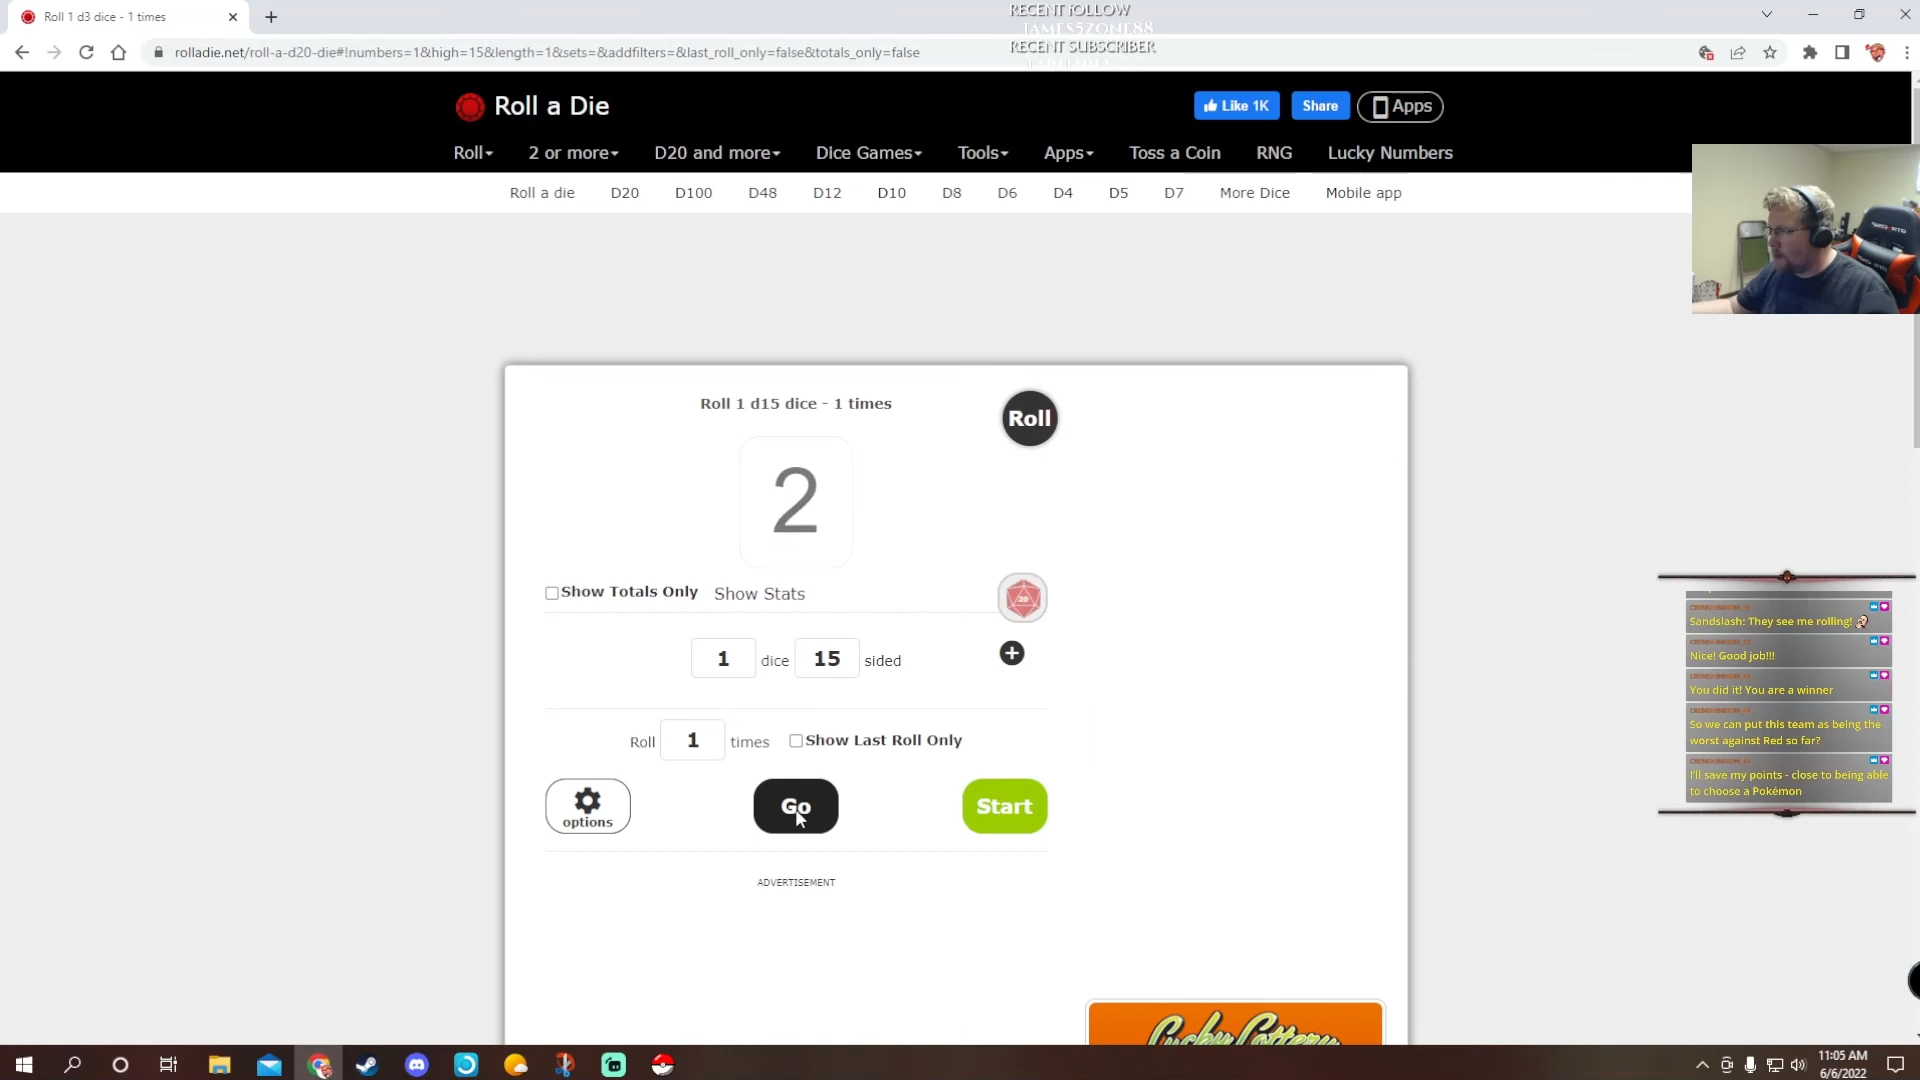 Roll 1 d3 dice - 1 times
RECENT FOLLOW
JAMES5ZONE88
RECENT SUBSCRIBER
rolladie.net/roll-a-d20-die#!numbers=1&high=15&length=1&sets=&addfilters=&last_roll_only=false&totals_only=false
Roll a Die
Like 1K
Share
Apps
Roll
2 or more
D20 and more
Dice Games
Tools
Apps
Toss a Coin
RNG
Lucky Numbers
Roll a die
D20
D100
D48
D12
D10
D8
D6
D4
D5
D7
More Dice
Mobile app
Roll 1 d15 dice - 1 times
Roll
2
Show Totals Only
Show Stats
20
1 dice 15 sided
Roll 1 times
Show Last Roll Only
options
Go
Start
ADVERTISEMENT
Lucky Lottery
Sandslash: They see me rolling!
Nice! Good job!!!
You did it! You are a winner
So we can put this team as being the
worst against Red so far?
I'll save my points - close to being able
to choose a Pokémon
11:05 AM
6/6/2022